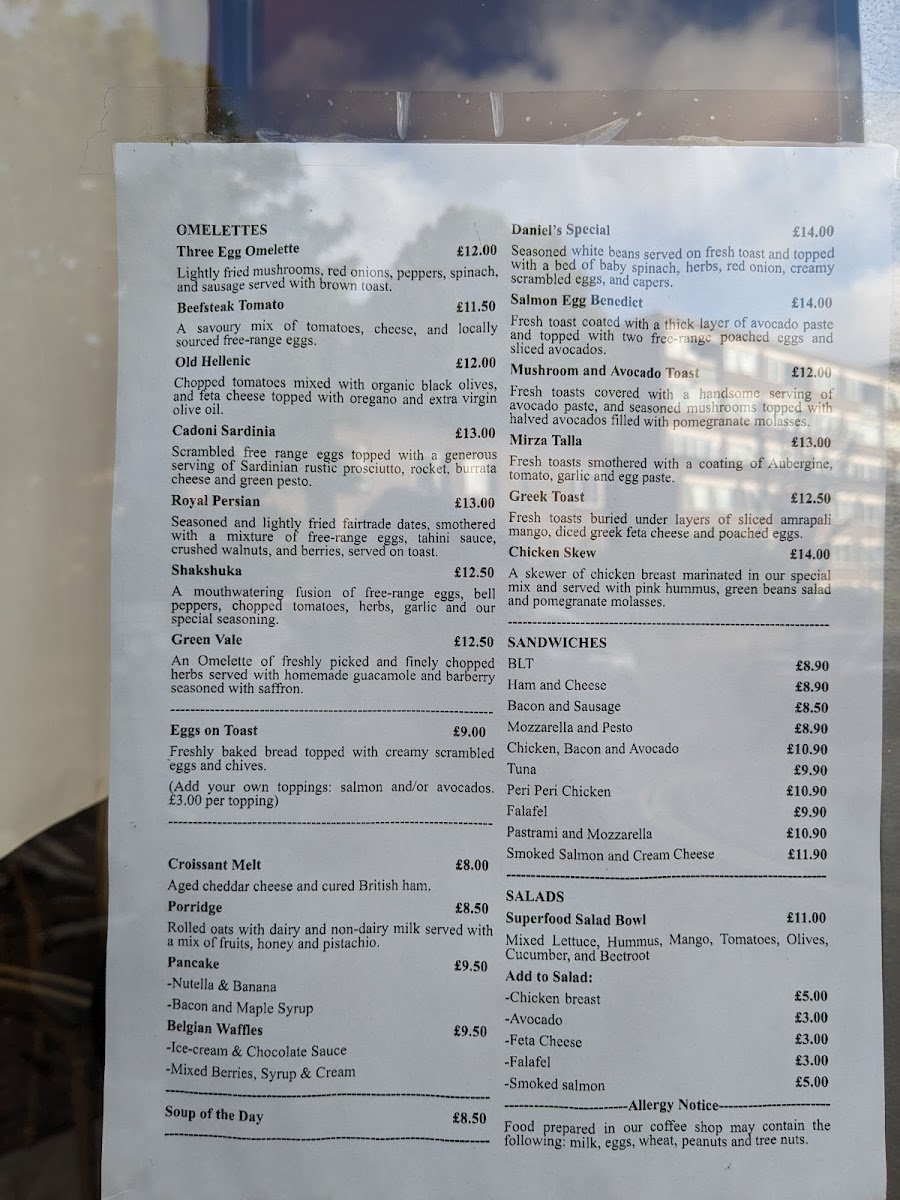 OMELETTES
Three Egg Omelette £12.00
Lightly fried mushrooms, red onions, peppers, spinach,
and sausage served with brown toast.
Beefsteak Tomato £11.50
A savoury mix of tomatoes, cheese, and locally
sourced free-range eggs.
Old Hellenic £12.00
Chopped tomatoes mixed with organic black olives,
and feta cheese topped with oregano and extra virgin
olive oil.
Cadoni Sardinia £13.00
Scrambled free range eggs topped with a generous
serving of Sardinian rustic prosciutto, rocket, burrata
cheese and green pesto.
Royal Persian £13.00
Seasoned and lightly fried fairtrade dates, smothered
with a mixture of free-range eggs, tahini sauce,
crushed walnuts, and berries, served on toast.
Shakshuka £12.50
A mouthwatering fusion of free-range eggs, bell
peppers, chopped tomatoes, herbs, garlic and our
special seasoning.
Green Vale £12.50
An Omelette of freshly picked and finely chopped
herbs served with homemade guacamole and barberry
seasoned with saffron.
Eggs on Toast £9.00
Freshly baked bread topped with creamy scrambled
eggs and chives.
(Add your own toppings: salmon and/or avocados.
£3.00 per topping)
Croissant Melt £8.00
Aged cheddar cheese and cured British ham.
Porridge £8.50
Rolled oats with dairy and non-dairy milk served with
a mix of fruits, honey and pistachio.
Pancake £9.50
-Nutella & Banana
-Bacon and Maple Syrup
Belgian Waffles £9.50
-Ice-cream & Chocolate Sauce
-Mixed Berries, Syrup & Cream
Soup of the Day £8.50
Daniel's Special £14.00
Seasoned white beans served on fresh toast and topped
with a bed of baby spinach, herbs, red onion, creamy
scrambled eggs, and capers.
Salmon Egg Benedict £14.00
Fresh toast coated with a thick layer of avocado paste
and topped with two free-range poached eggs and
sliced avocados.
Mushroom and Avocado Toast £12.00
Fresh toasts covered with a handsome serving of
avocado paste, and seasoned mushrooms topped with
halved avocados filled with pomegranate molasses.
Mirza Talla £13.00
Fresh toasts smothered with a coating of Aubergine,
tomato, garlic and egg paste.
Greek Toast £12.50
Fresh toasts buried under layers of sliced amrapali
mango, diced greek feta cheese and poached eggs.
Chicken Skew £14.00
A skewer of chicken breast marinated in our special
mix and served with pink hummus, green beans salad
and pomegranate molasses.
SANDWICHES
BLT £8.90
Ham and Cheese £8.90
Bacon and Sausage £8.50
Mozzarella and Pesto £8.90
Chicken, Bacon and Avocado £10.90
Tuna £9.90
Peri Peri Chicken £10.90
Falafel £9.90
Pastrami and Mozzarella £10.90
Smoked Salmon and Cream Cheese £11.90
SALADS
Superfood Salad Bowl £11.00
Mixed Lettuce, Hummus, Mango, Tomatoes, Olives,
Cucumber, and Beetroot
Add to Salad:
-Chicken breast £5.00
-Avocado £3.00
-Feta Cheese £3.00
-Falafel £3.00
-Smoked salmon £5.00
Allergy Notice
Food prepared in our coffee shop may contain the
following: milk, eggs, wheat, peanuts and tree nuts.